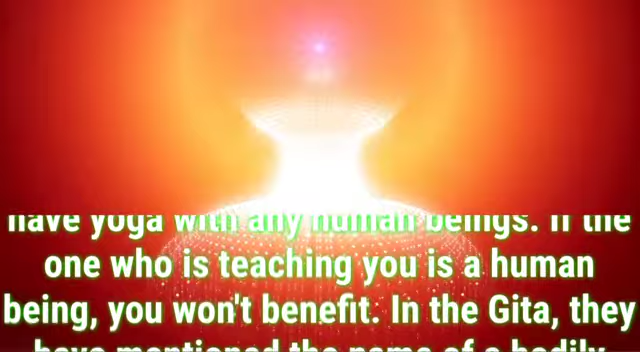 have yoga with any human beings. If the
one who is teaching you is a human
being, you won't benefit. In the Gita, they
have mentioned the name of a bodily